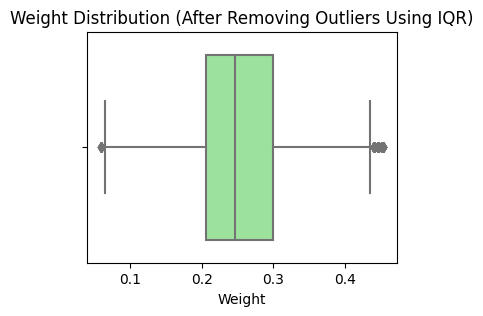 Weight Distribution (After Removing Outliers Using IQR)
0.1 0.2 0.3 0.4
Weight